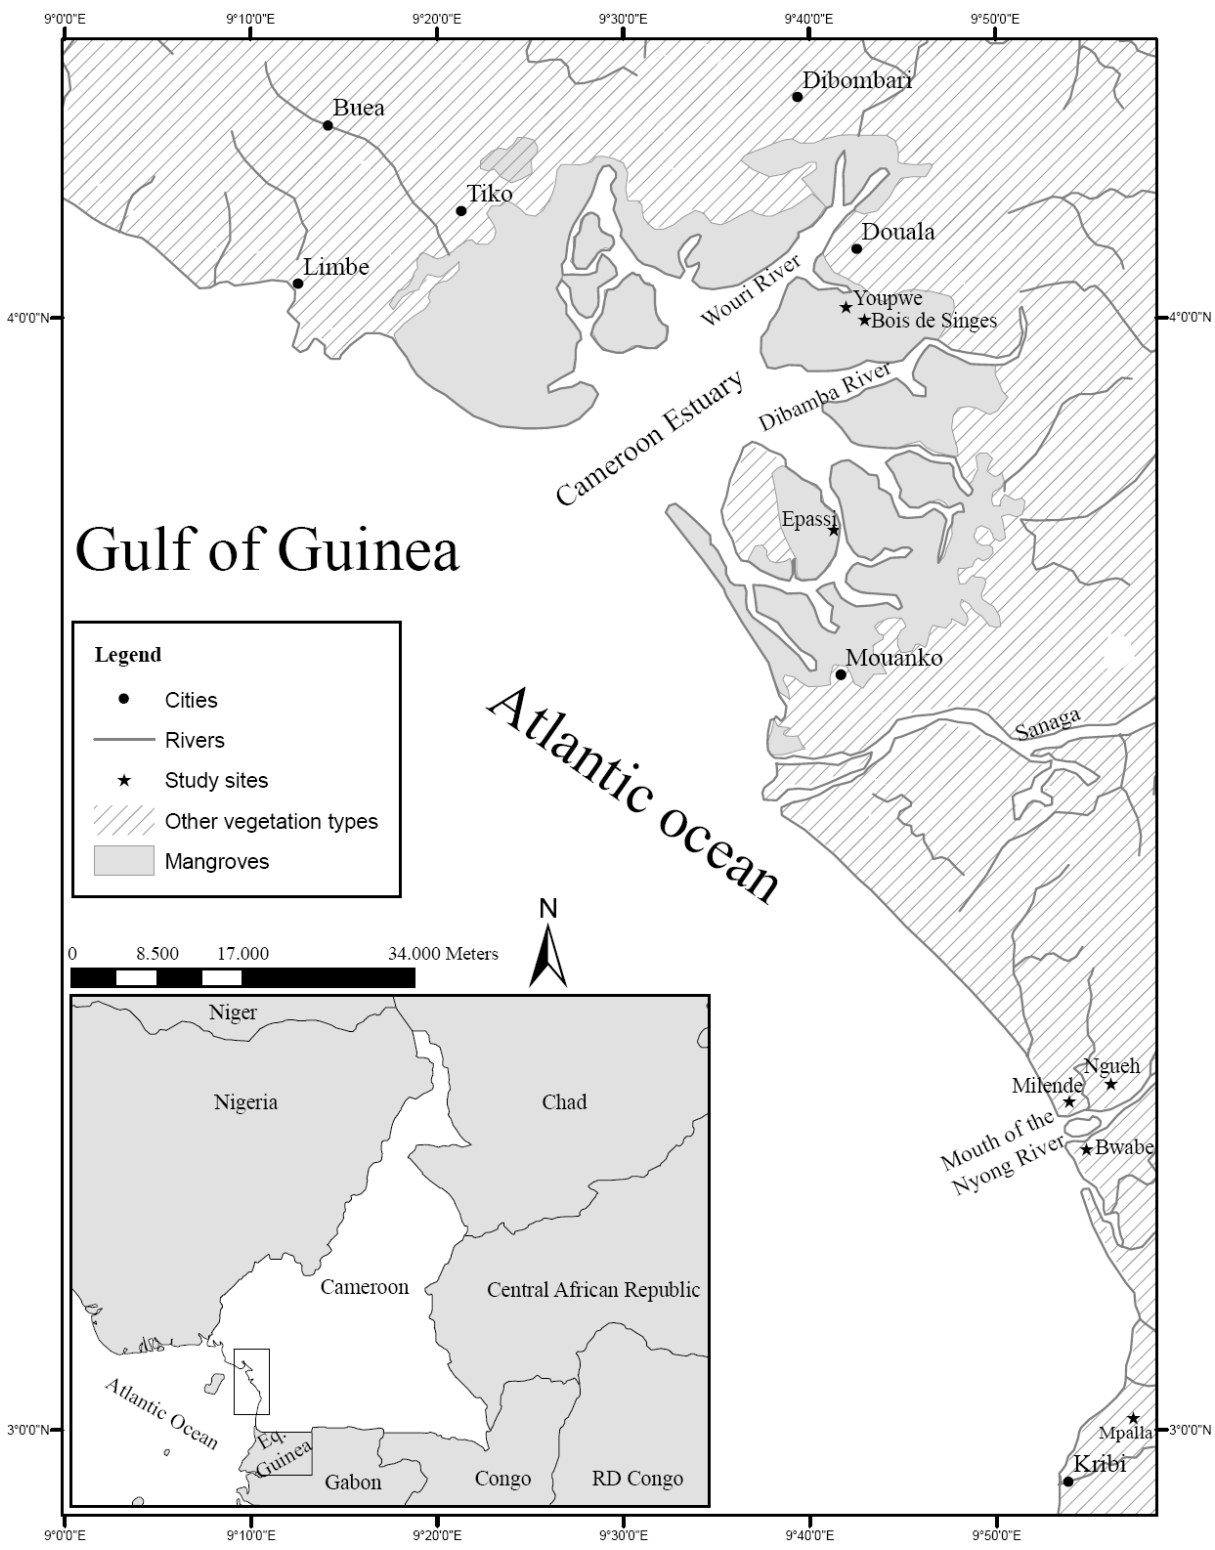 9°0'0"E
9°10'E
9°20'0"E
9°30'0"E
9°40'0"E
9°50'0"E
Dibombari
Buea
Tiko
Douala
Limbe
Wouri River
Youpwe
4°0'0"N
4°0'0"N
Bois de Singes
Dibamba River
Cameroon Estuary
Epassi
Gulf of Guinea
Legend
Cities
Rivers
Study sites
Other vegetation types
Mangroves
Mouanko
Sanaga
Atlantic ocean
N
0 8.500 17.000 34.000 Meters
Ngueh
Milende
Mouth of the
Nyong River
Bwabe
Niger
Nigeria
Chad
Cameroon
Central African Republic
Atlantic Ocean
Eq.
Guinea
Gabon
Congo
RD Congo
3°0'0"N
3°0'0"N
Mpalla
Kribi
9°0'0"E
9°10'0"E
9°20'0"E
9°30'0"E
9°40'0"E
9°50'0"E